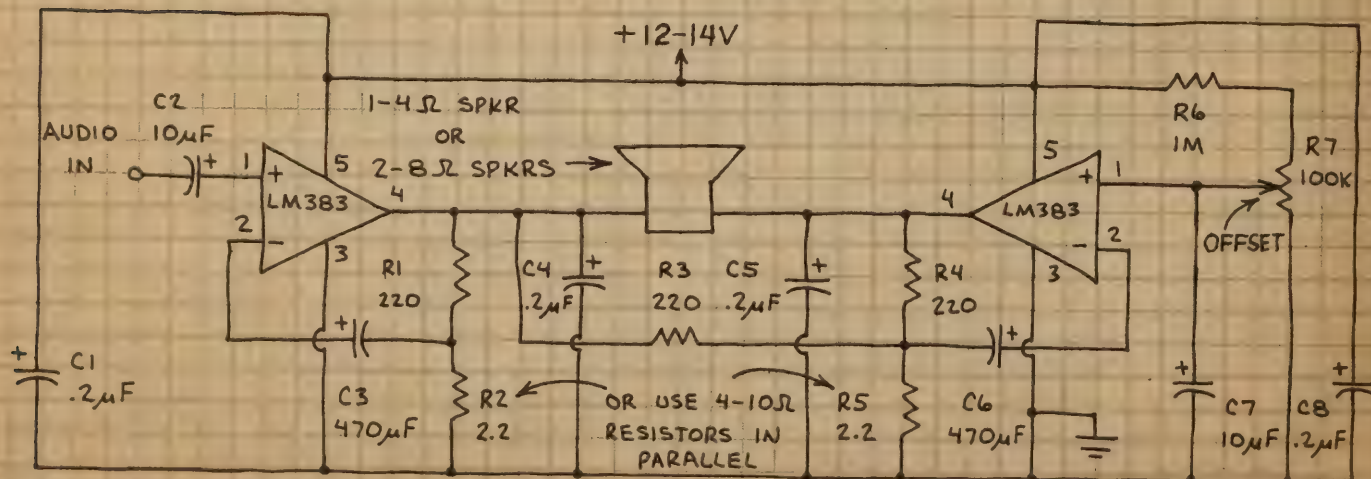 +12-14V
C2
10µF
AUDIO
IN
1
+
2
-
LM383
5
4
3
+
1-4Ω SPKR
OR
2-8Ω SPKRS
R6
1M
R7
100K
OFFSET
5
4
LM383
+
1
-
2
3
R1
220
C4
.2µF
+
R3
220
C5
.2µF
+
R4
220
+
C1
.2µF
+
C3
470µF
R2
2.2
OR USE 4-10Ω
RESISTORS IN
PARALLEL
R5
2.2
+
C6
470µF
+
C7
10µF
+
C8
.2µF